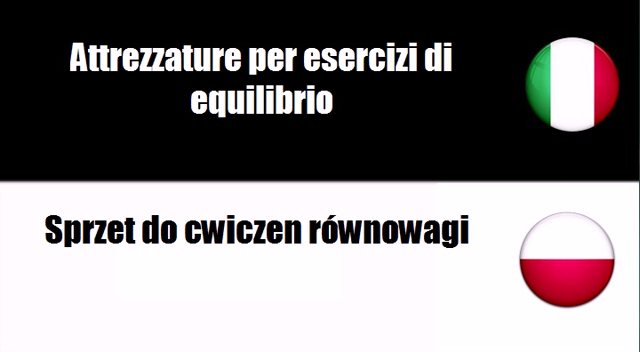 Attrezzature per esercizi di
equilibrio
Sprzet do cwiczen równowagi